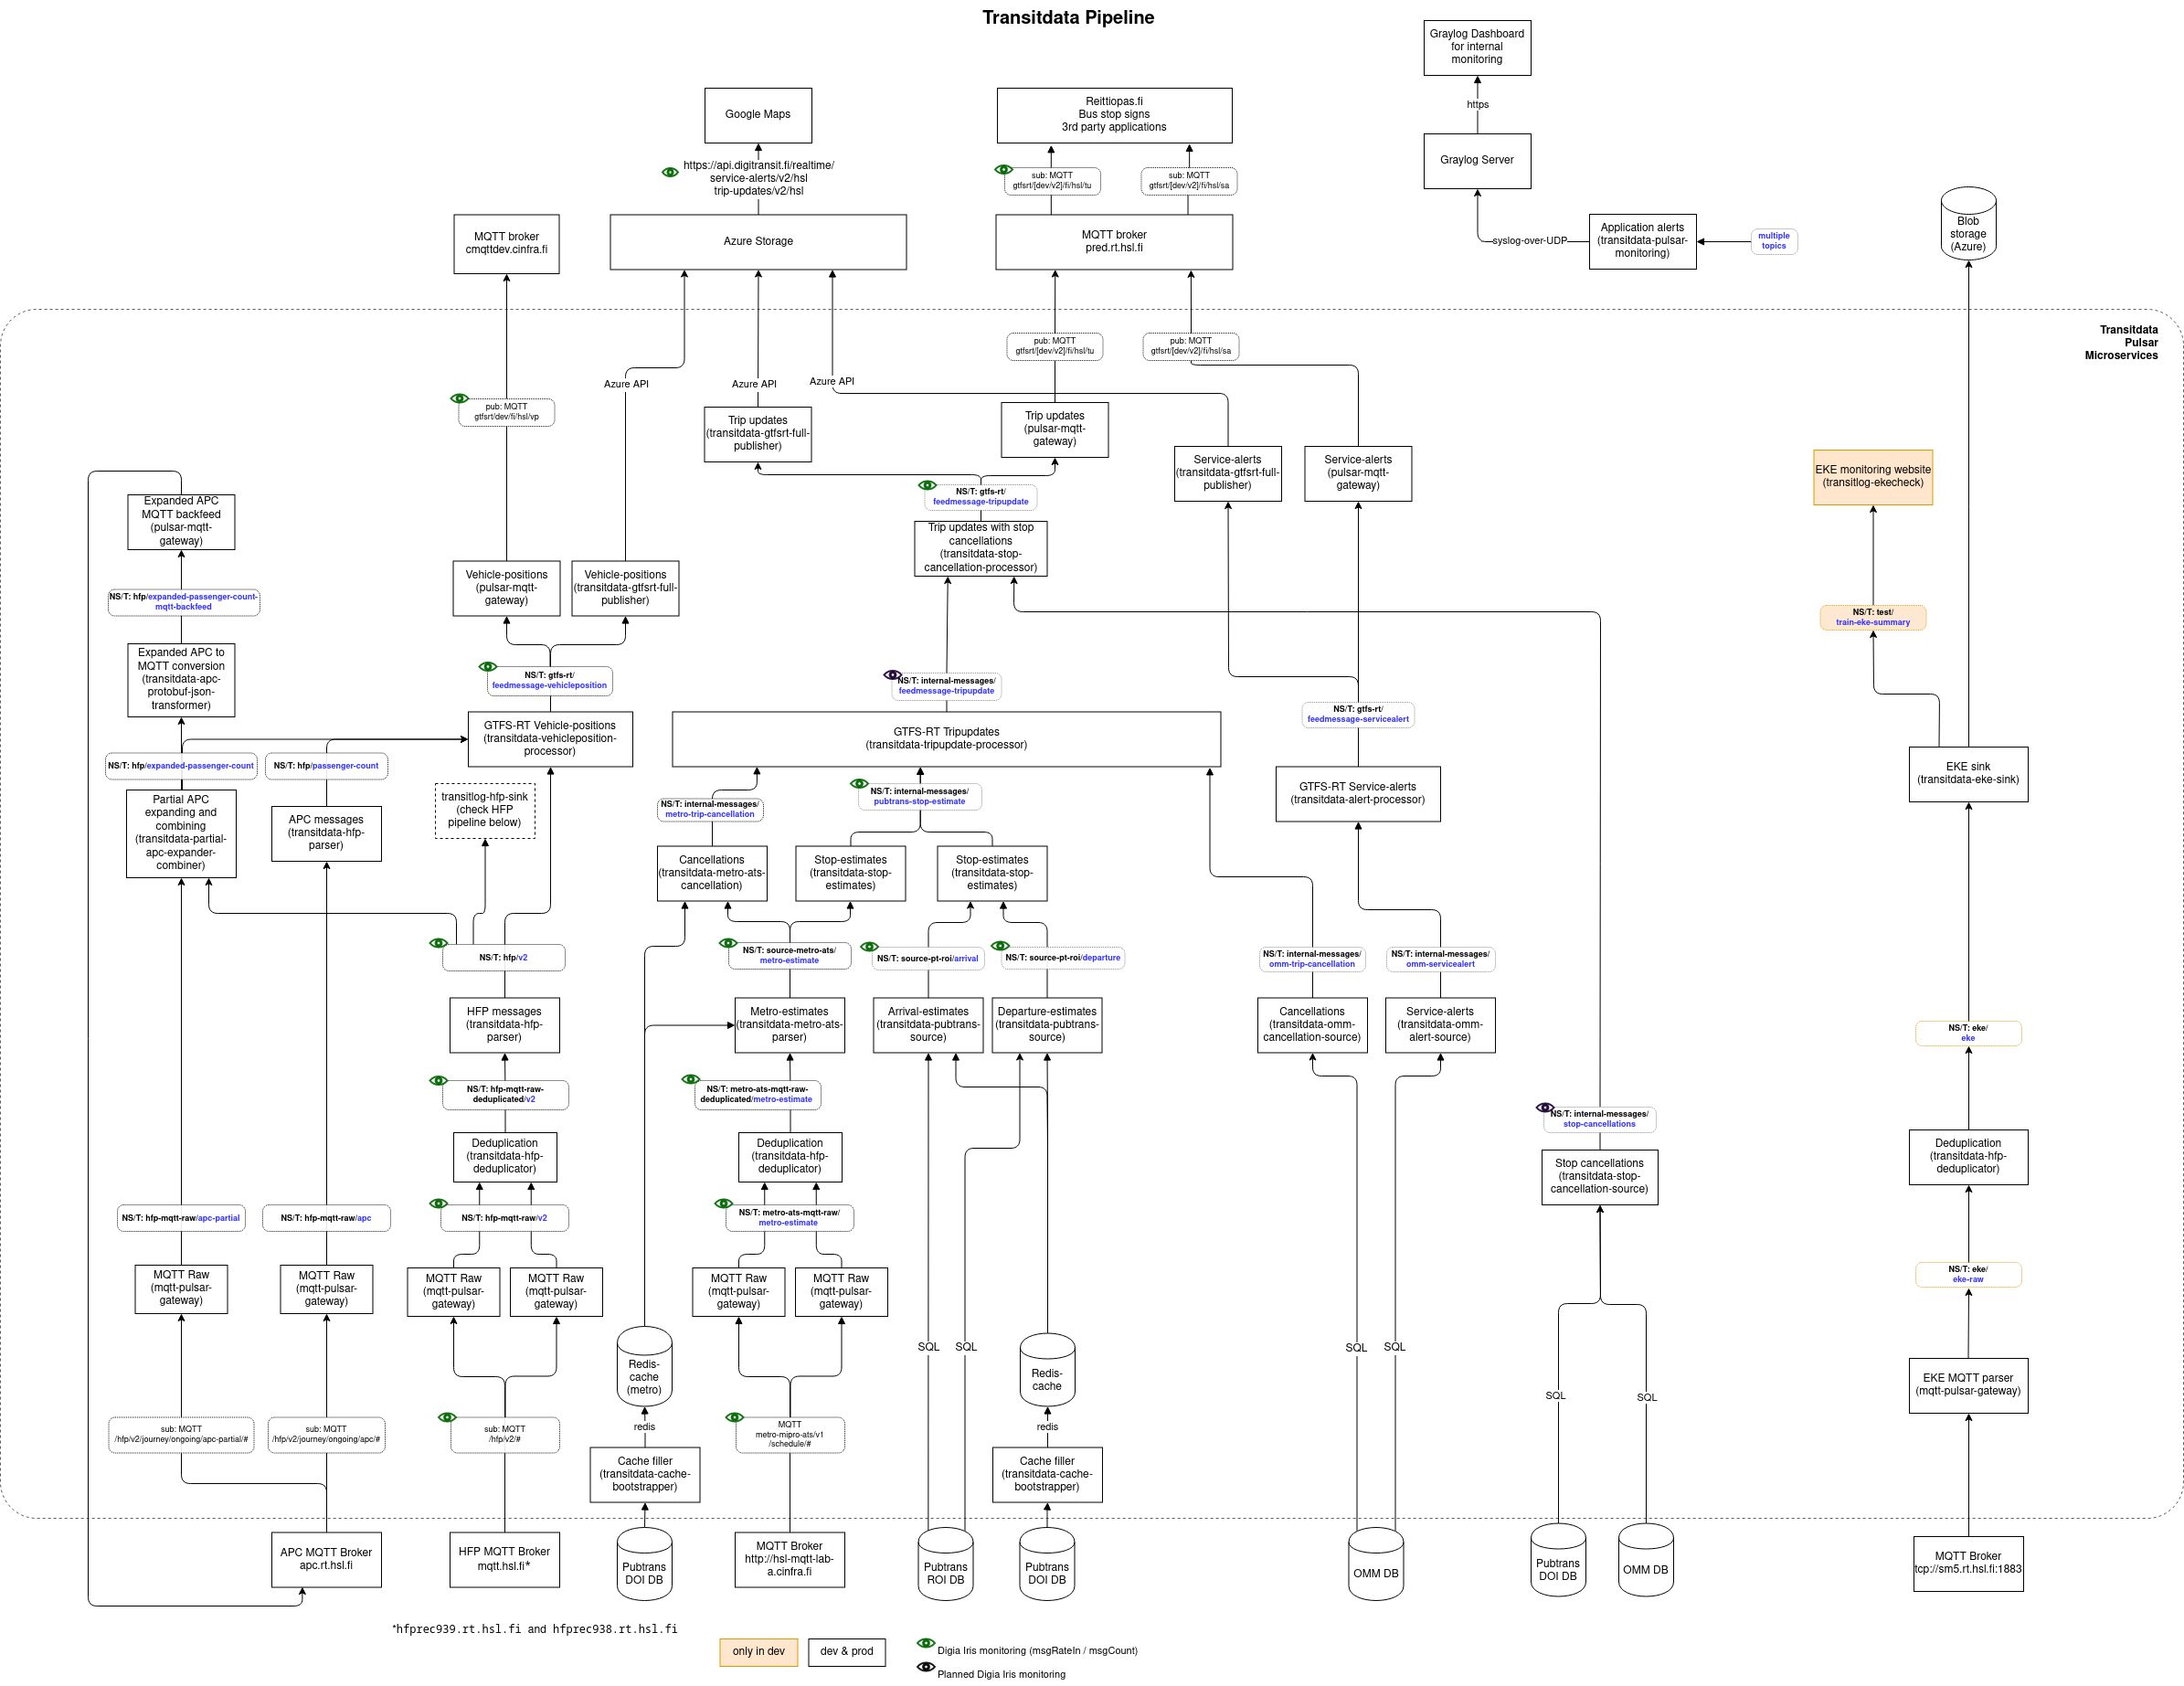 Transitdata Pipeline
Graylog Dashboard
for internal
monitoring
https
Graylog Server
Google Maps
Reittiopas.fi
Bus stop signs
3rd party applications
https://api.digitransit.fi/realtime/
service-alerts/v2/hsl
trip-updates/v2/hsl
sub: MQTT
gtfsrt/[dev/v2]/fi/hsl/tu
sub: MQTT
gtfsrt/[dev/v2]/fi/hsl/sa
MQTT broker
cmqttdev.cinfra.fi
Azure Storage
MQTT broker
pred.rt.hsl.fi
syslog-over-UDP
Application alerts
(transitdata-pulsar-
monitoring)
multiple
topics
Blob
storage
(Azure)
Transitdata
Pulsar
Microservices
pub: MQTT
gtfsrt/[dev/v2]/fi/hsl/tu
pub: MQTT
gtfsrt/[dev/v2]/fi/hsl/sa
Azure API
Azure API
Azure API
pub: MQTT
gtfsrt/dev/fi/hsl/vp
Trip updates
(transitdata-gtfsrt-full-
publisher)
Trip updates
(pulsar-mqtt-
gateway)
Service-alerts
(transitdata-gtfsrt-full-
publisher)
Service-alerts
(pulsar-mqtt-
gateway)
EKE monitoring website
(transitlog-ekecheck)
Expanded APC
MQTT backfeed
(pulsar-mqtt-
gateway)
NS/T: gtfs-rt/
feedmessage-tripupdate
Trip updates with stop
cancellations
(transitdata-stop-
cancellation-processor)
Vehicle-positions
(pulsar-mqtt-
gateway)
Vehicle-positions
(transitdata-gtfsrt-full-
publisher)
NS/T: hfp/expanded-passenger-count-
mqtt-backfeed
NS/T: test/
train-eke-summary
Expanded APC to
MQTT conversion
(transitdata-apc-
protobuf-json-
transformer)
NS/T: gtfs-rt/
feedmessage-vehicleposition
NS/T: internal-messages/
feedmessage-tripupdate
NS/T: gtfs-rt/
feedmessage-servicealert
GTFS-RT Vehicle-positions
(transitdata-vehicleposition-
processor)
GTFS-RT Tripupdates
(transitdata-tripupdate-processor)
NS/T: hfp/expanded-passenger-count
NS/T: hfp/passenger-count
EKE sink
(transitdata-eke-sink)
Partial APC
expanding and
combining
(transitdata-partial-
apc-expander-
combiner)
APC messages
(transitdata-hfp-
parser)
transitlog-hfp-sink
(check HFP
pipeline below)
NS/T: internal-messages/
metro-trip-cancellation
NS/T: internal-messages/
pubtrans-stop-estimate
GTFS-RT Service-alerts
(transitdata-alert-processor)
Cancellations
(transitdata-metro-ats-
cancellation)
Stop-estimates
(transitdata-stop-
estimates)
Stop-estimates
(transitdata-stop-
estimates)
NS/T: hfp/v2
NS/T: source-metro-ats/
metro-estimate
NS/T: source-pt-roi/arrival
NS/T: source-pt-roi/departure
NS/T: internal-messages/
omm-trip-cancellation
NS/T: internal-messages/
omm-servicealert
HFP messages
(transitdata-hfp-
parser)
Metro-estimates
(transitdata-metro-ats-
parser)
Arrival-estimates
(transitdata-pubtrans-
source)
Departure-estimates
(transitdata-pubtrans-
source)
Cancellations
(transitdata-omm-
cancellation-source)
Service-alerts
(transitdata-omm-
alert-source)
NS/T: eke/
eke
NS/T: hfp-mqtt-raw-
deduplicated/v2
NS/T: metro-ats-mqtt-raw-
deduplicated/metro-estimate
NS/T: internal-messages/
stop-cancellations
Deduplication
(transitdata-hfp-
deduplicator)
Deduplication
(transitdata-hfp-
deduplicator)
Stop cancellations
(transitdata-stop-
cancellation-source)
Deduplication
(transitdata-hfp-
deduplicator)
NS/T: hfp-mqtt-raw/apc-partial
NS/T: hfp-mqtt-raw/apc
NS/T: hfp-mqtt-raw/v2
NS/T: metro-ats-mqtt-raw/
metro-estimate
MQTT Raw
(mqtt-pulsar-
gateway)
MQTT Raw
(mqtt-pulsar-
gateway)
MQTT Raw
(mqtt-pulsar-
gateway)
MQTT Raw
(mqtt-pulsar-
gateway)
MQTT Raw
(mqtt-pulsar-
gateway)
MQTT Raw
(mqtt-pulsar-
gateway)
NS/T: eke/
eke-raw
Redis-
cache
(metro)
SQL
SQL
Redis-
cache
SQL
SQL
SQL
SQL
EKE MQTT parser
(mqtt-pulsar-gateway)
sub: MQTT
/hfp/v2/journey/ongoing/apc-partial/#
sub: MQTT
/hfp/v2/journey/ongoing/apc/#
sub: MQTT
/hfp/v2/#
redis
MQTT
metro-mipro-ats/v1
/schedule/#
redis
Cache filler
(transitdata-cache-
bootstrapper)
Cache filler
(transitdata-cache-
bootstrapper)
APC MQTT Broker
apc.rt.hsl.fi
HFP MQTT Broker
mqtt.hsl.fi*
Pubtrans
DOI DB
MQTT Broker
http://hsl-mqtt-lab-
a.cinfra.fi
Pubtrans
ROI DB
Pubtrans
DOI DB
OMM DB
Pubtrans
DOI DB
OMM DB
MQTT Broker
tcp://sm5.rt.hsl.fi:1883
*hfprec939.rt.hsl.fi and hfprec938.rt.hsl.fi
only in dev
dev & prod
Digia Iris monitoring (msgRateIn / msgCount)
Planned Digia Iris monitoring